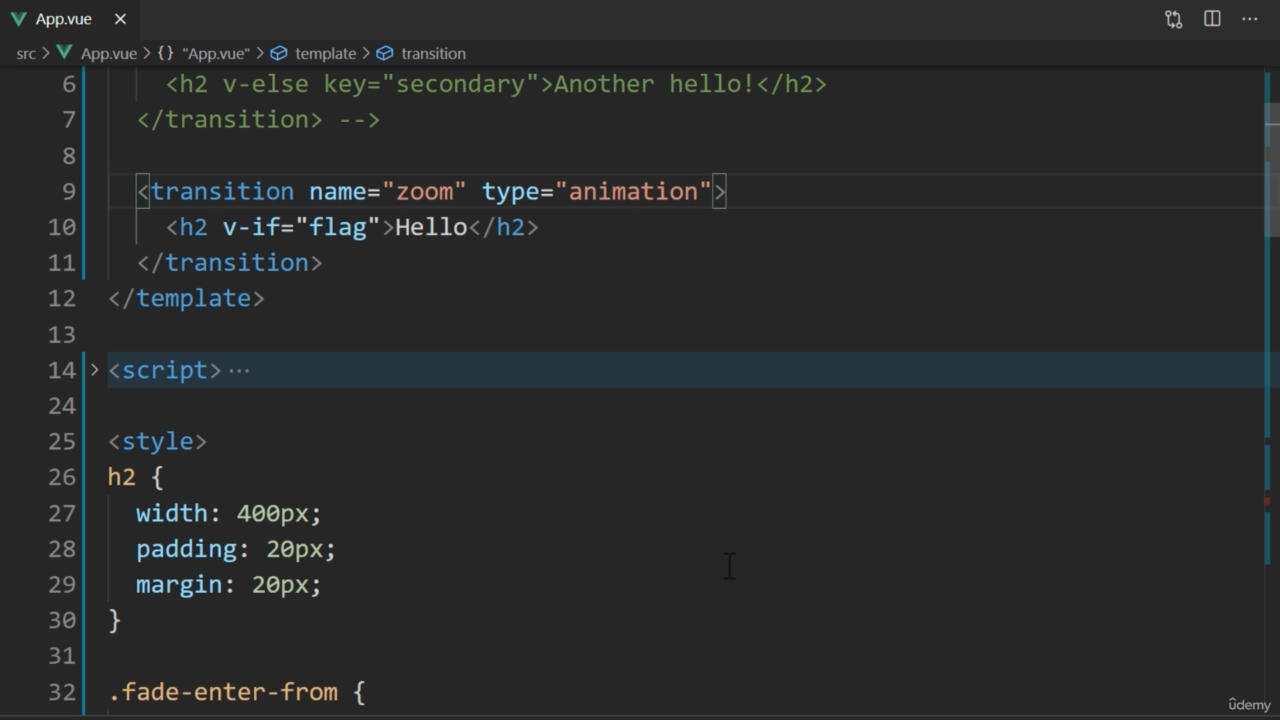 App.vue
src > App.vue > {} "App.vue" > template > transition
6 <h2 v-else key="secondary">Another hello!</h2>
7 </transition> -->
8
9 <transition name="zoom" type="animation">
10 <h2 v-if="flag">Hello</h2>
11 </transition>
12 </template>
13
14 <script>···
24
25 <style>
26 h2 {
27 width: 400px;
28 padding: 20px;
29 margin: 20px;
30 }
31
32 .fade-enter-from {
ûdemy